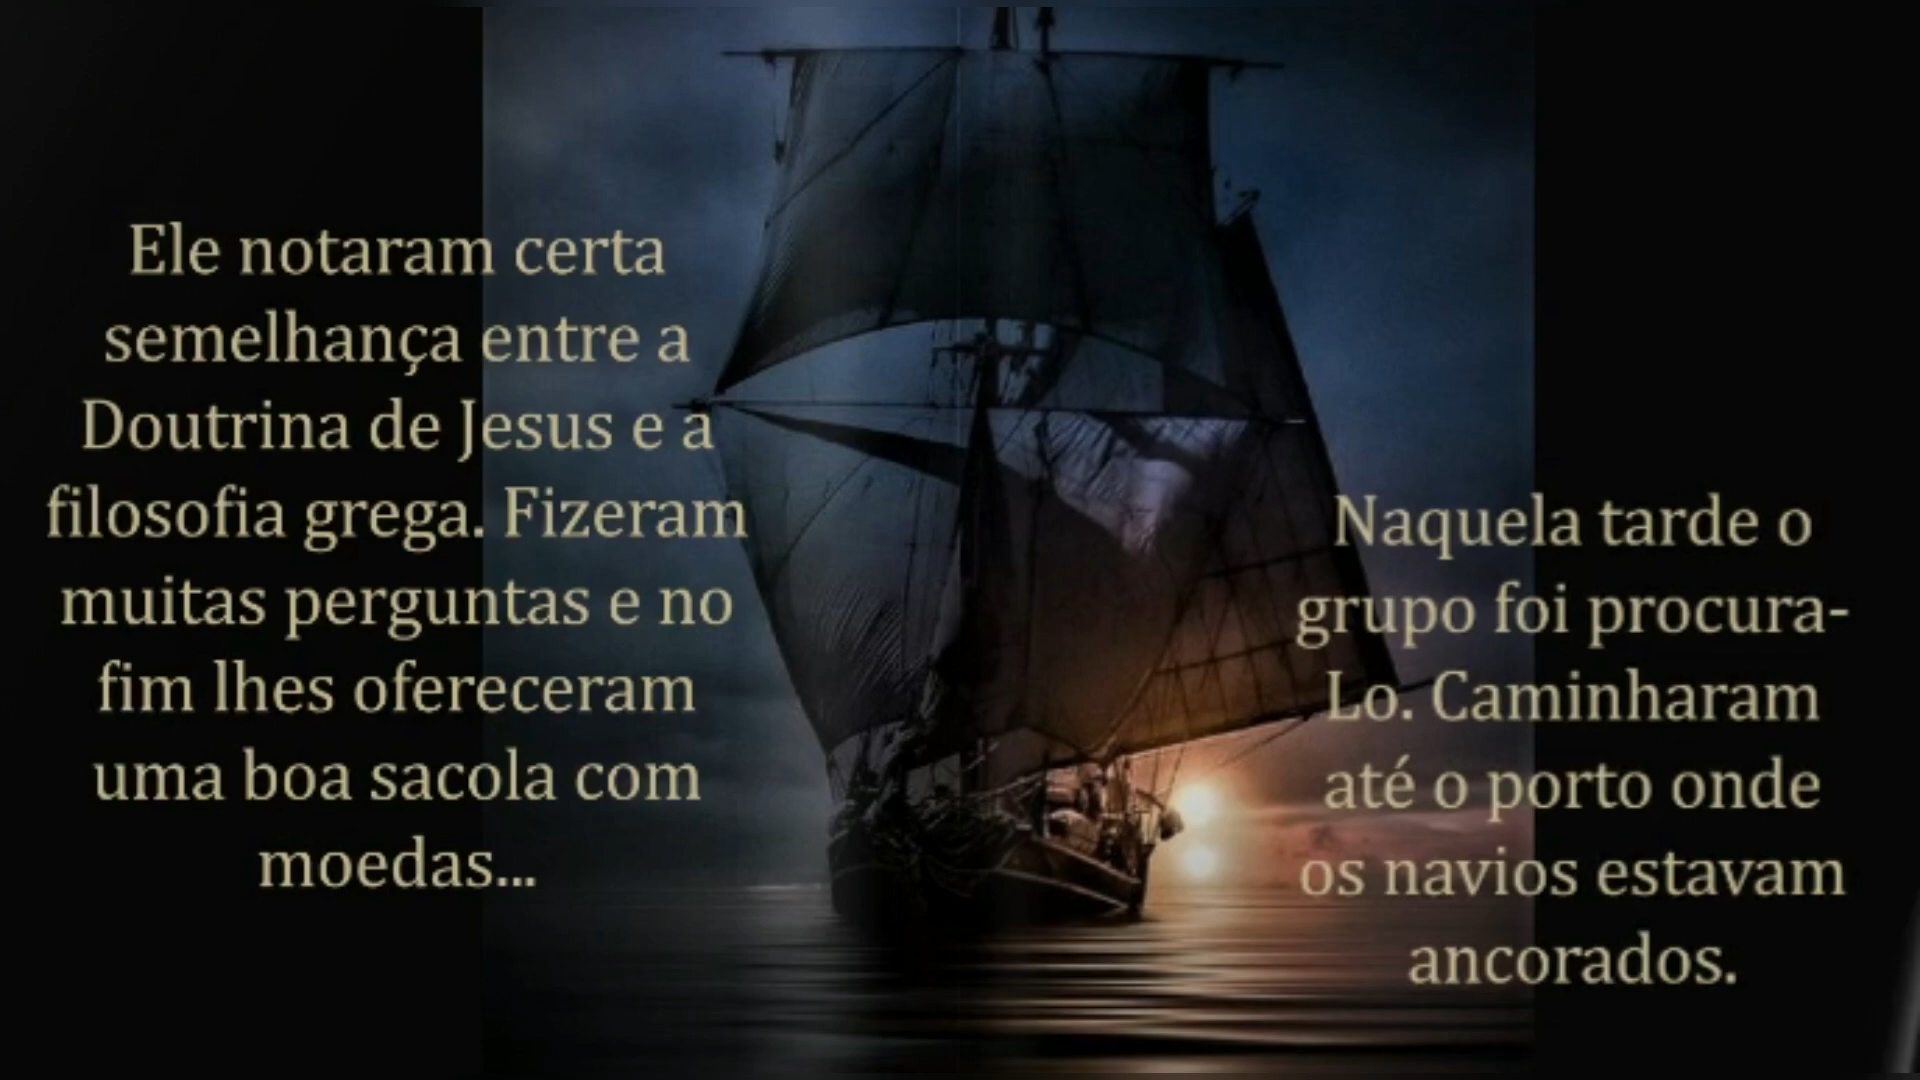 Ele notaram certa
semelhança entre a
Doutrina de Jesus e a
filosofia grega. Fizeram
muitas perguntas e no
fim lhes ofereceram
uma boa sacola com
moedas...
Naquela tarde o
grupo foi procura-
Lo. Caminharam
até o porto onde
os navios estavam
ancorados.